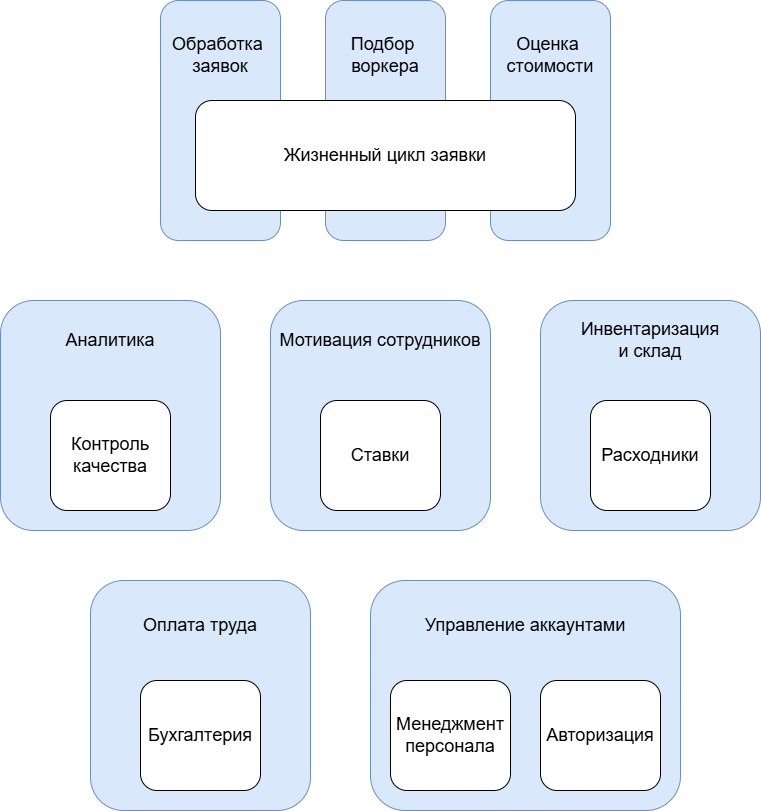 Обработка
заявок
Подбор
воркера
Оценка
стоимости
Жизненный цикл заявки
Аналитика
Контроль
качества
Мотивация сотрудников
Ставки
Инвентаризация
и склад
Расходники
Оплата труда
Бухгалтерия
Управление аккаунтами
Менеджмент
персонала
Авторизация